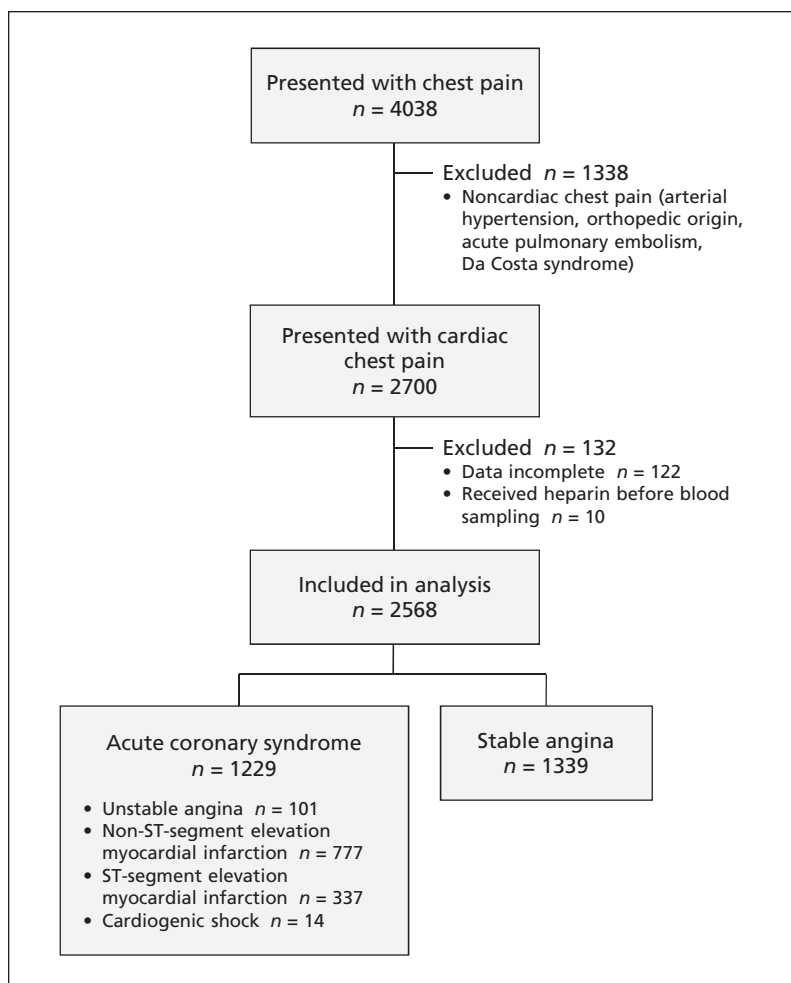 Presented with chest pain
n = 4038
Excluded n = 1338
• Noncardiac chest pain (arterial
hypertension, orthopedic origin,
acute pulmonary embolism,
Da Costa syndrome)
Presented with cardiac
chest pain
n = 2700
Excluded n = 132
• Data incomplete n = 122
• Received heparin before blood
sampling n = 10
Included in analysis
n = 2568
Acute coronary syndrome
n = 1229
• Unstable angina n = 101
• Non-ST-segment elevation
myocardial infarction n = 777
• ST-segment elevation
myocardial infarction n = 337
• Cardiogenic shock n = 14
Stable angina
n = 1339